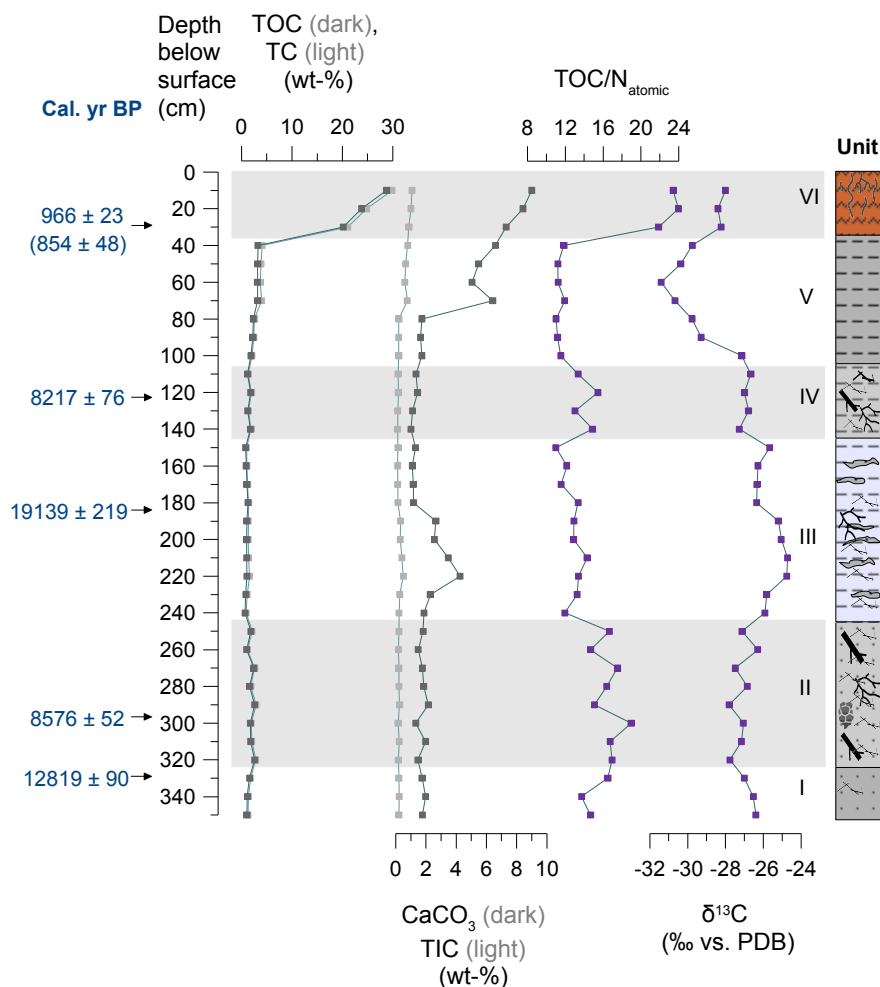 Depth
below
surface
(cm)
TOC (dark),
TC (light)
(wt-%)
TOC/N atomic
Cal. yr BP
Unit
0 10 20 30
8 12 16 20 24
0
20
40
60
80
100
120
140
160
180
200
220
240
260
280
300
320
340
966 ± 23
(854 ± 48)
8217 ± 76
19139 ± 219
8576 ± 52
12819 ± 90
VI
V
IV
III
II
I
0 2 4 6 8 10
-32 -30 -28 -26 -24
CaCO₃ (dark)
TIC (light)
(wt-%)
δ¹³C
(‰ vs. PDB)